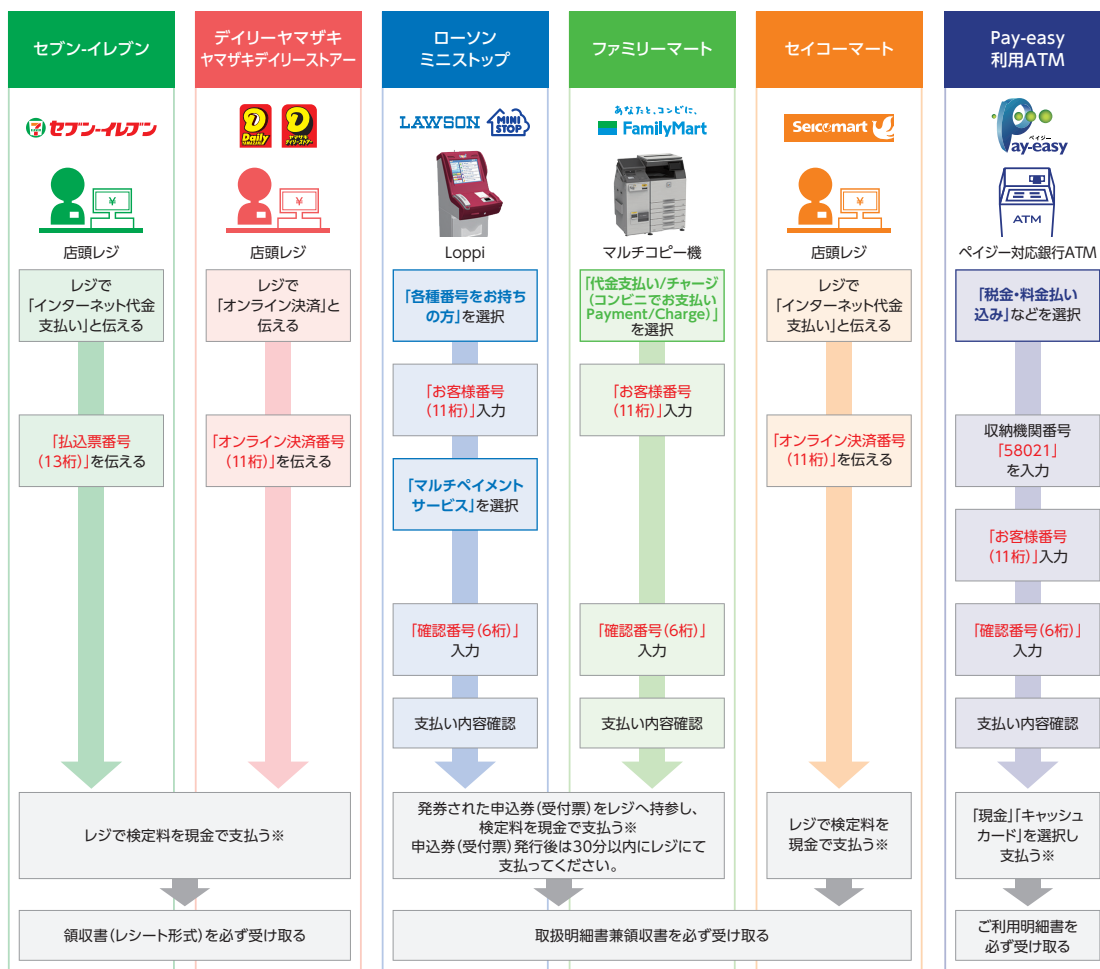 セブン-イレブン
デイリーヤマザキ
ヤマザキデイリーストアー
ローソン
ミニストップ
ファミリーマート
セイコーマート
Pay-easy
利用ATM
セブン-イレブン
Daily
YAMAZAKI
ヤマザキ
デイリーストアー
LAWSON
MINI
STOP
あなたと、コンビに、
FamilyMart
Seicomart
ペイジー
Pay-easy
¥
¥
¥
ATM
店頭レジ
店頭レジ
Loppi
マルチコピー機
店頭レジ
ペイジー対応銀行ATM
レジで
「インターネット代金
支払い」と伝える
レジで
「オンライン決済」と
伝える
「各種番号をお持ち
の方」を選択
「代金支払い/チャージ
(コンビニでお支払い
Payment/Charge)」
を選択
レジで
「インターネット代金
支払い」と伝える
「税金・料金払い
込み」などを選択
「お客様番号
(11桁)」入力
「お客様番号
(11桁)」入力
「払込票番号
(13桁)」を伝える
「オンライン決済番号
(11桁)」を伝える
「オンライン決済番号
(11桁)」を伝える
収納機関番号
「58021」
を入力
「マルチペイメント
サービス」を選択
「お客様番号
(11桁)」入力
「確認番号(6桁)」
入力
「確認番号(6桁)」
入力
「確認番号(6桁)」
入力
支払い内容確認
支払い内容確認
支払い内容確認
レジで検定料を現金で支払う※
発券された申込券(受付票)をレジへ持参し、
検定料を現金で支払う※
申込券(受付票)発行後は30分以内にレジにて
支払ってください。
レジで検定料を
現金で支払う※
「現金」「キャッシュ
カード」を選択し
支払う※
領収書(レシート形式)を必ず受け取る
取扱明細書兼領収書を必ず受け取る
ご利用明細書を
必ず受け取る